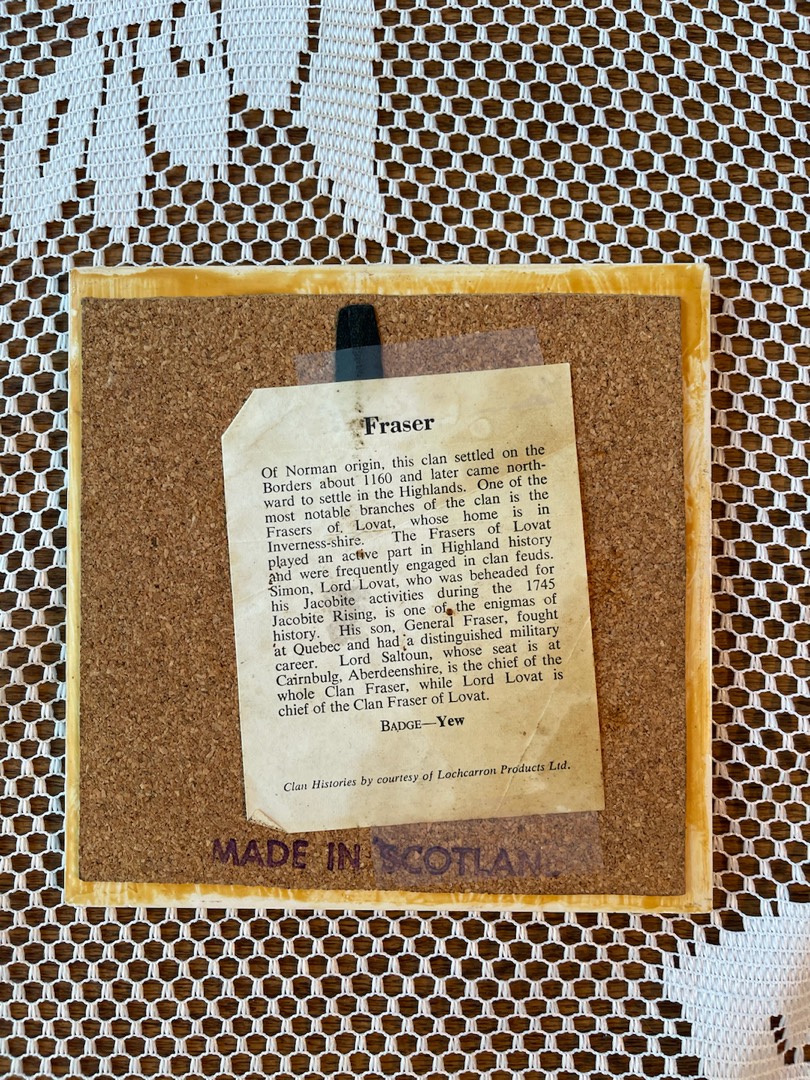 Fraser
Of Norman origin, this clan settled on the
Borders about 1160 and later came north-
ward to settle in the Highlands. One of the
most notable branches of the clan is the
Frasers of Lovat, whose home is in
Inverness-shire. The Frasers of Lovat
played an active part in Highland history
and were frequently engaged in clan feuds.
Simon, Lord Lovat, who was beheaded for
his Jacobite activities during the 1745
Jacobite Rising, is one of the enigmas of
history. His son, General Fraser, fought
at Quebec and had a distinguished military
career. Lord Saltoun, whose seat is at
Cairnbulg, Aberdeenshire, is the chief of the
whole Clan Fraser, while Lord Lovat is
chief of the Clan Fraser of Lovat.
BADGE—Yew
Clan Histories by courtesy of Lochcarron Products Ltd.
MADE IN SCOTLAND